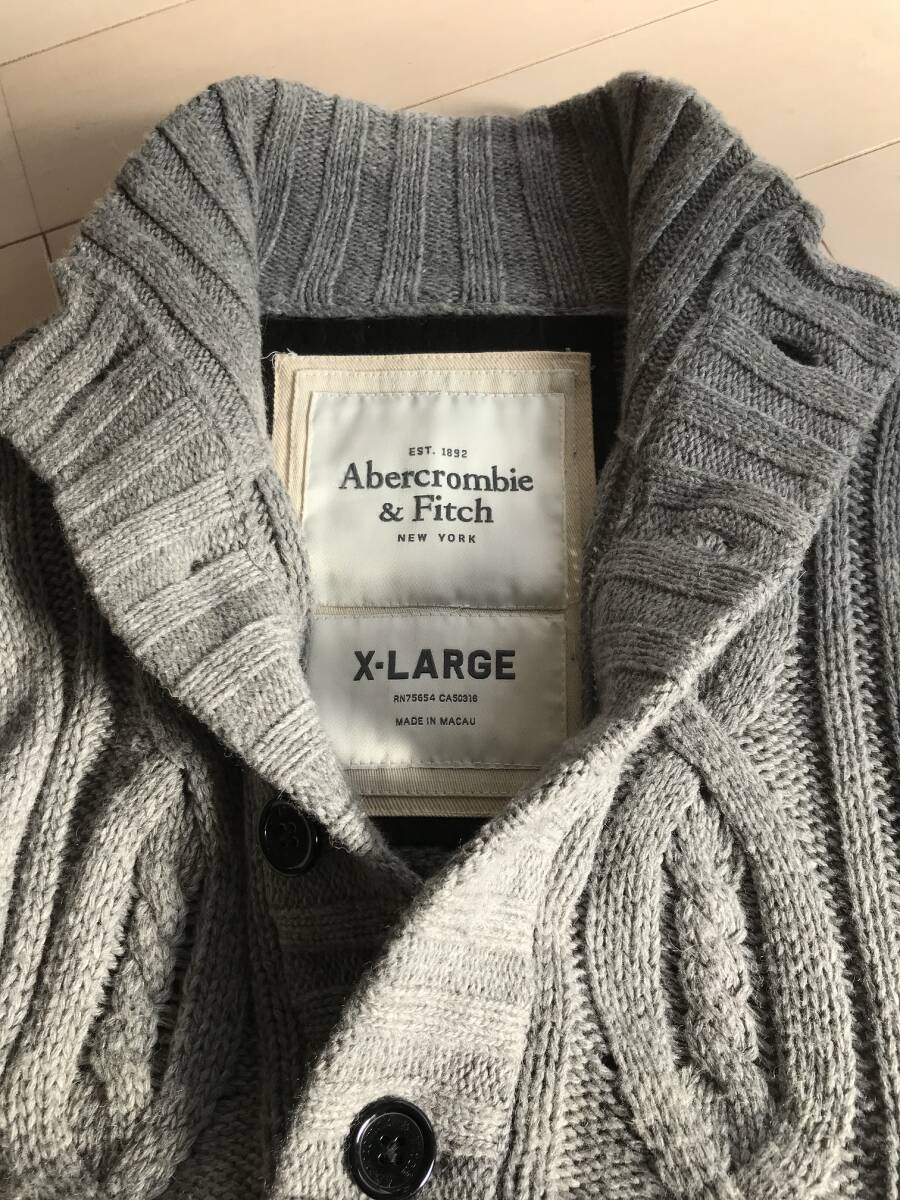 EST. 1892
Abercrombie
& Fitch
NEW YORK
X-LARGE
RN75654 CA50316
MADE IN MACAU